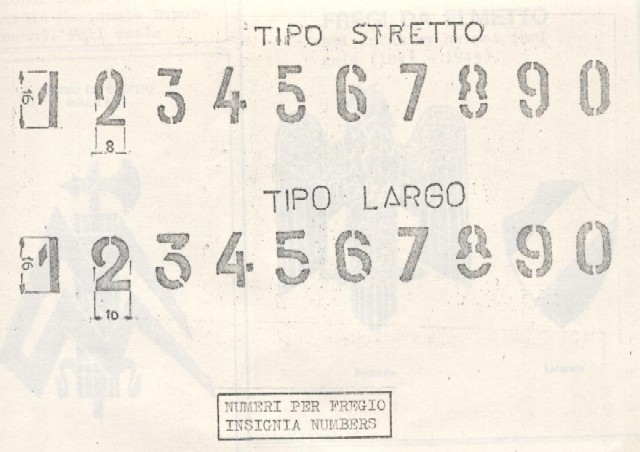 TIPO STRETTO
1 2 3 4 5 6 7 8 9 0
16
8
TIPO LARGO
1 2 3 4 5 6 7 8 9 0
16
10
NUMERI PER FREGIO
INSIGNIA NUMBERS